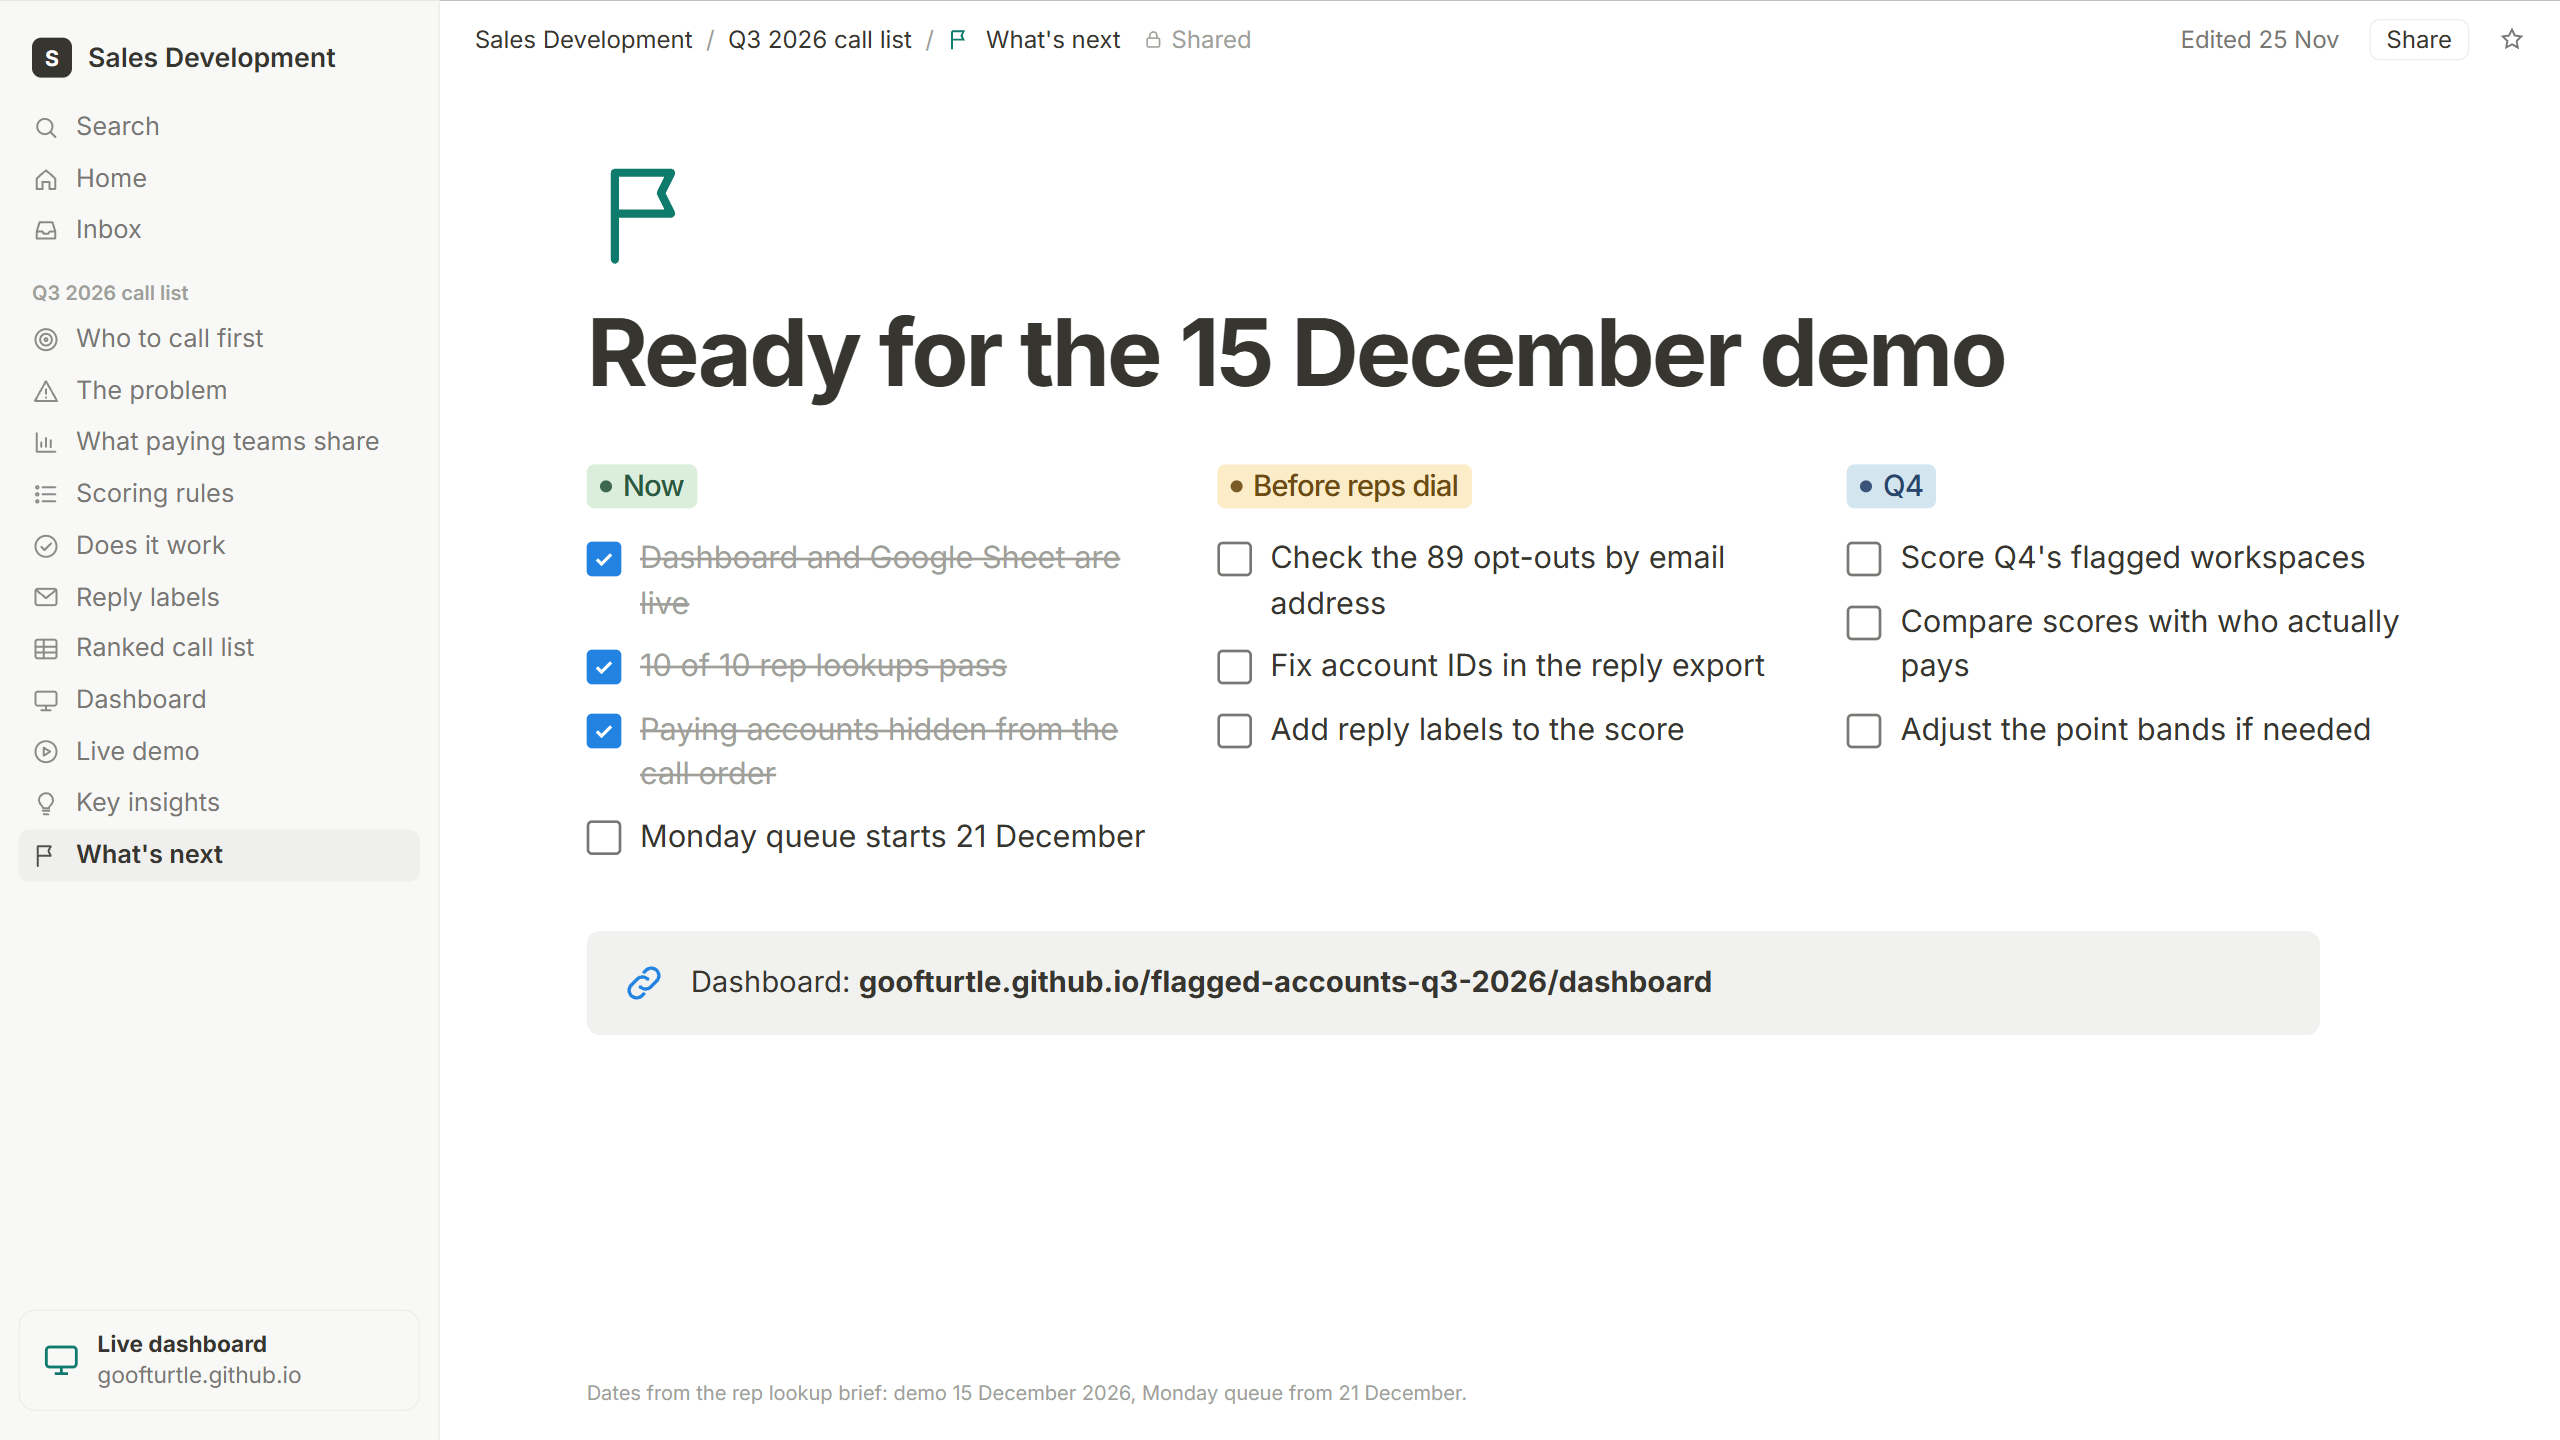 S Sales Development
Search
Home
Inbox
Q3 2026 call list
Who to call first
The problem
What paying teams share
Scoring rules
Does it work
Reply labels
Ranked call list
Dashboard
Live demo
Key insights
What's next
Live dashboard
goofturtle.github.io
Sales Development / Q3 2026 call list / What's next Shared
Edited 25 Nov Share
Ready for the 15 December demo
Now
Dashboard and Google Sheet are
live
10 of 10 rep lookups pass
Paying accounts hidden from the
call order
Monday queue starts 21 December
Before reps dial
Check the 89 opt-outs by email
address
Fix account IDs in the reply export
Add reply labels to the score
Q4
Score Q4's flagged workspaces
Compare scores with who actually
pays
Adjust the point bands if needed
Dashboard: goofturtle.github.io/flagged-accounts-q3-2026/dashboard
Dates from the rep lookup brief: demo 15 December 2026, Monday queue from 21 December.